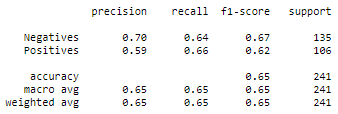 precision recall f1-score support
Negatives 0.70 0.64 0.67 135
Positives 0.59 0.66 0.62 106
accuracy 0.65 241
macro avg 0.65 0.65 0.65 241
weighted avg 0.65 0.65 0.65 241